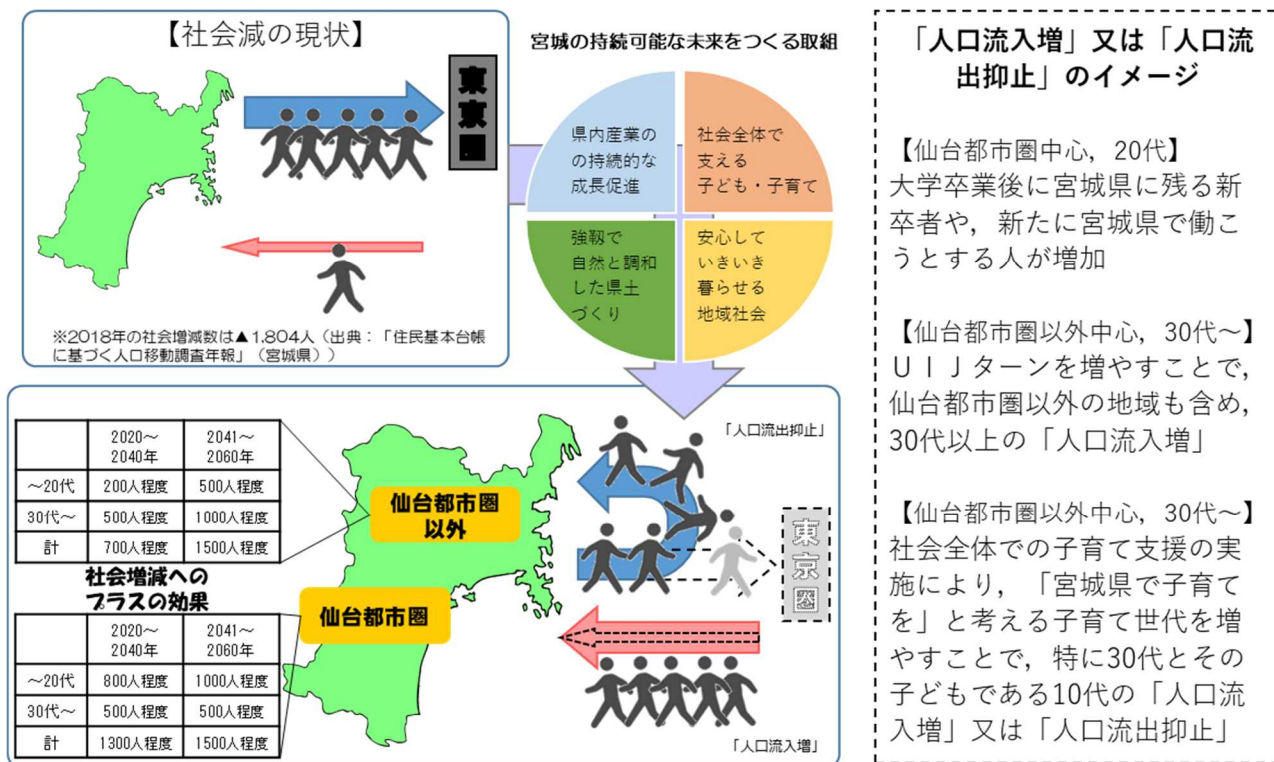 【社会減の現状】
東京圏
※2018年の社会増減数は▲1,804人（出典：「住民基本台帳
に基づく人口移動調査年報」（宮城県））
宮城の持続可能な未来をつくる取組
県内産業の
の持続的な
成長促進
社会全体で
支える
子ども・子育て
強靱で
自然と調和
した県土
づくり
安心して
いきいき
暮らせる
地域社会
2020～ 2041～
2040年 2060年
～20代 200人程度 500人程度
30代～ 500人程度 1000人程度
計 700人程度 1500人程度
社会増減への
プラスの効果
2020～ 2041～
2040年 2060年
～20代 800人程度 1000人程度
30代～ 500人程度 500人程度
計 1300人程度 1500人程度
仙台都市圏
以外
仙台都市圏
「人口流出抑止」
東京圏
「人口流入増」
「人口流入増」又は「人口流
出抑止」のイメージ
【仙台都市圏中心，20代】
大学卒業後に宮城県に残る新
卒者や，新たに宮城県で働こ
うとする人が増加
【仙台都市圏以外中心，30代～】
ＵＩＪターンを増やすことで，
仙台都市圏以外の地域も含め，
30代以上の「人口流入増」
【仙台都市圏以外中心，30代～】
社会全体での子育て支援の実
施により，「宮城県で子育て
を」と考える子育て世代を増
やすことで，特に30代とその
子どもである10代の「人口流
入増」又は「人口流出抑止」